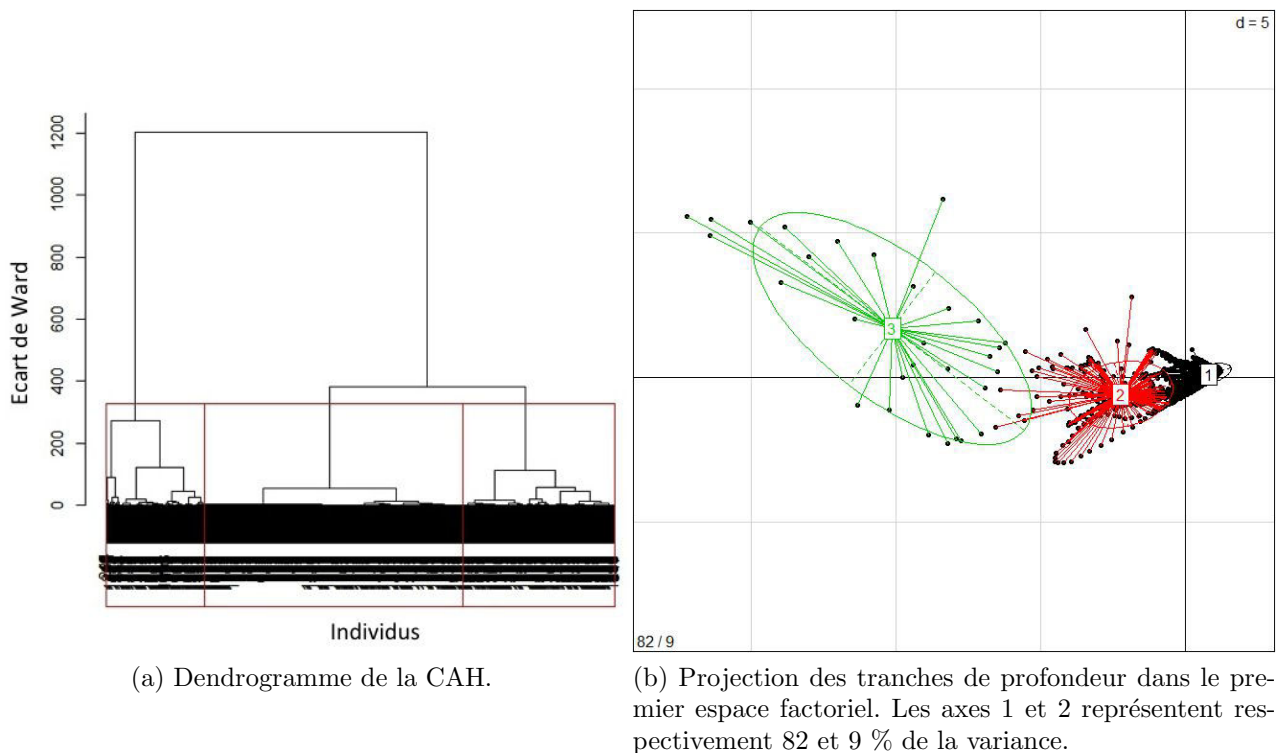 Ecart de Ward
0
200
400
600
800
1000
1200
Individus
(a) Dendrogramme de la CAH.
d = 5
3
2
1
82 / 9
(b) Projection des tranches de profondeur dans le pre-
mier espace factoriel. Les axes 1 et 2 représentent res-
pectivement 82 et 9 % de la variance.